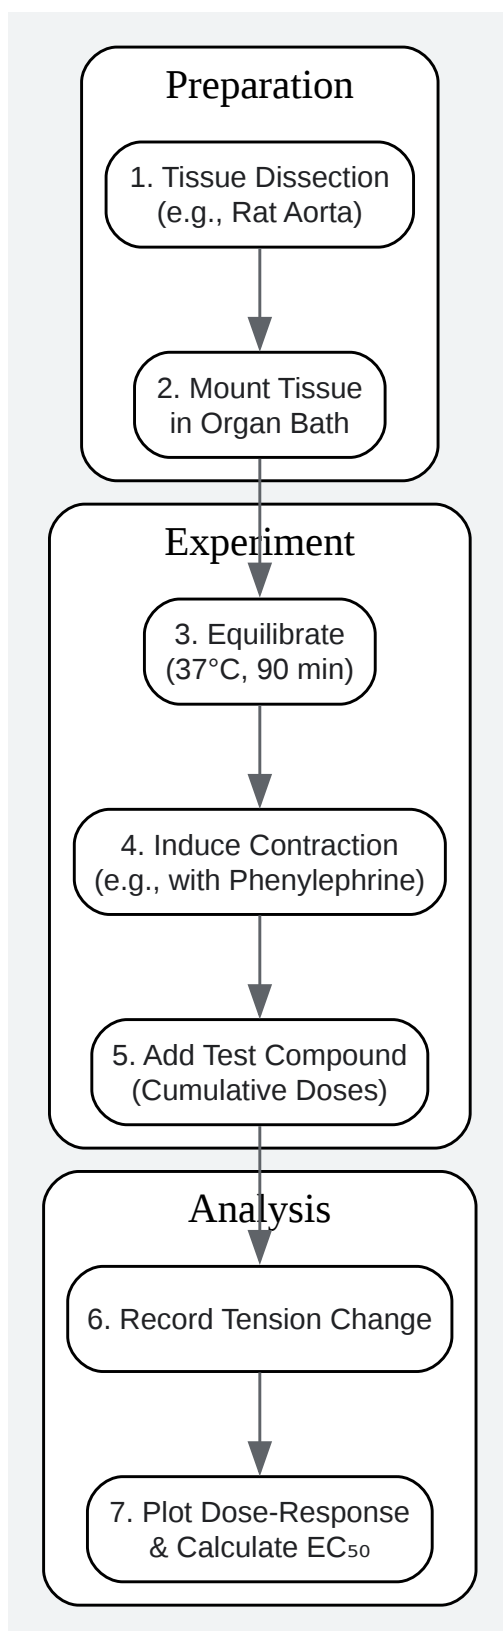 Preparation
1. Tissue Dissection
(e.g., Rat Aorta)
2. Mount Tissue
in Organ Bath
Experiment
3. Equilibrate
(37°C, 90 min)
4. Induce Contraction
(e.g., with Phenylephrine)
5. Add Test Compound
(Cumulative Doses)
Analysis
6. Record Tension Change
7. Plot Dose-Response
& Calculate EC₅₀